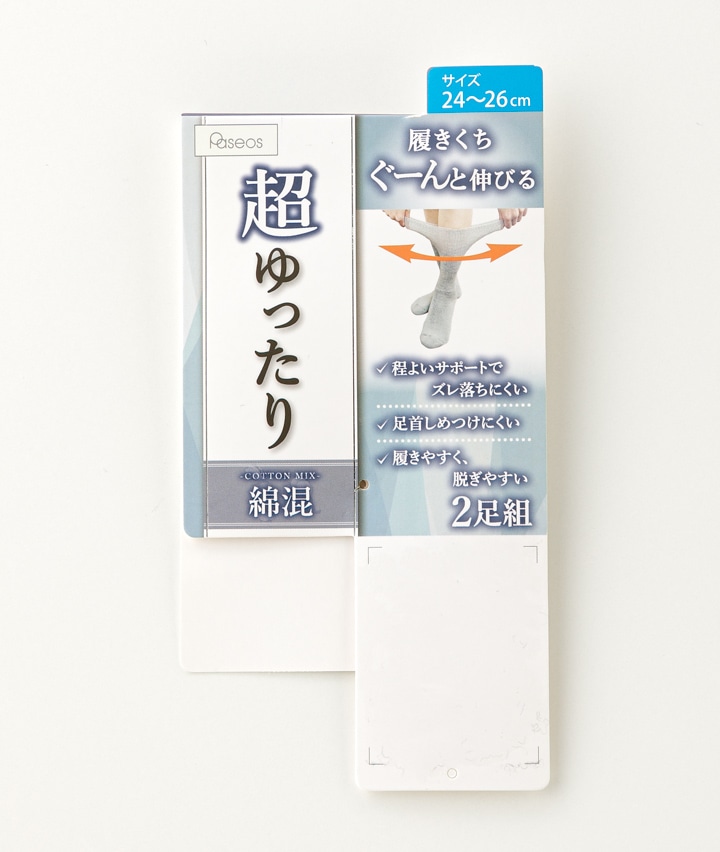 サイズ
24～26cm
Paseos
超ゆったり
-COTTON MIX-
綿混
履きくち
ぐーんと伸びる
✓ 程よいサポートで
ズレ落ちにくい
✓ 足首しめつけにくい
✓ 履きやすく、
脱ぎやすい
2足組